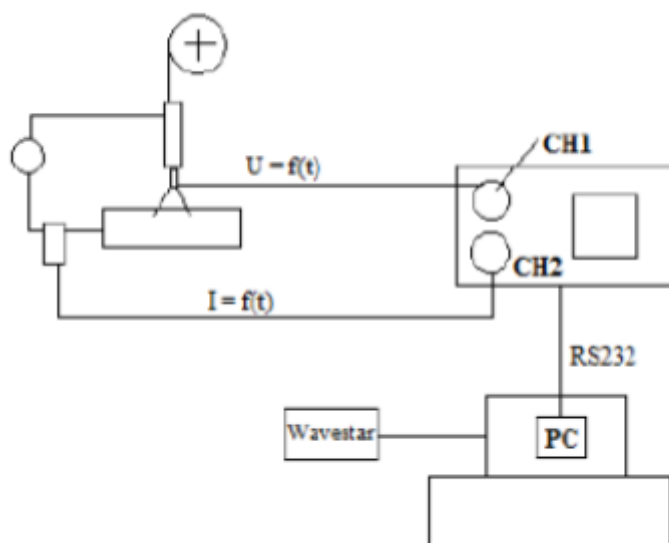 CH1
U = f(t)
CH2
I = f(t)
RS232
Wavestar
PC